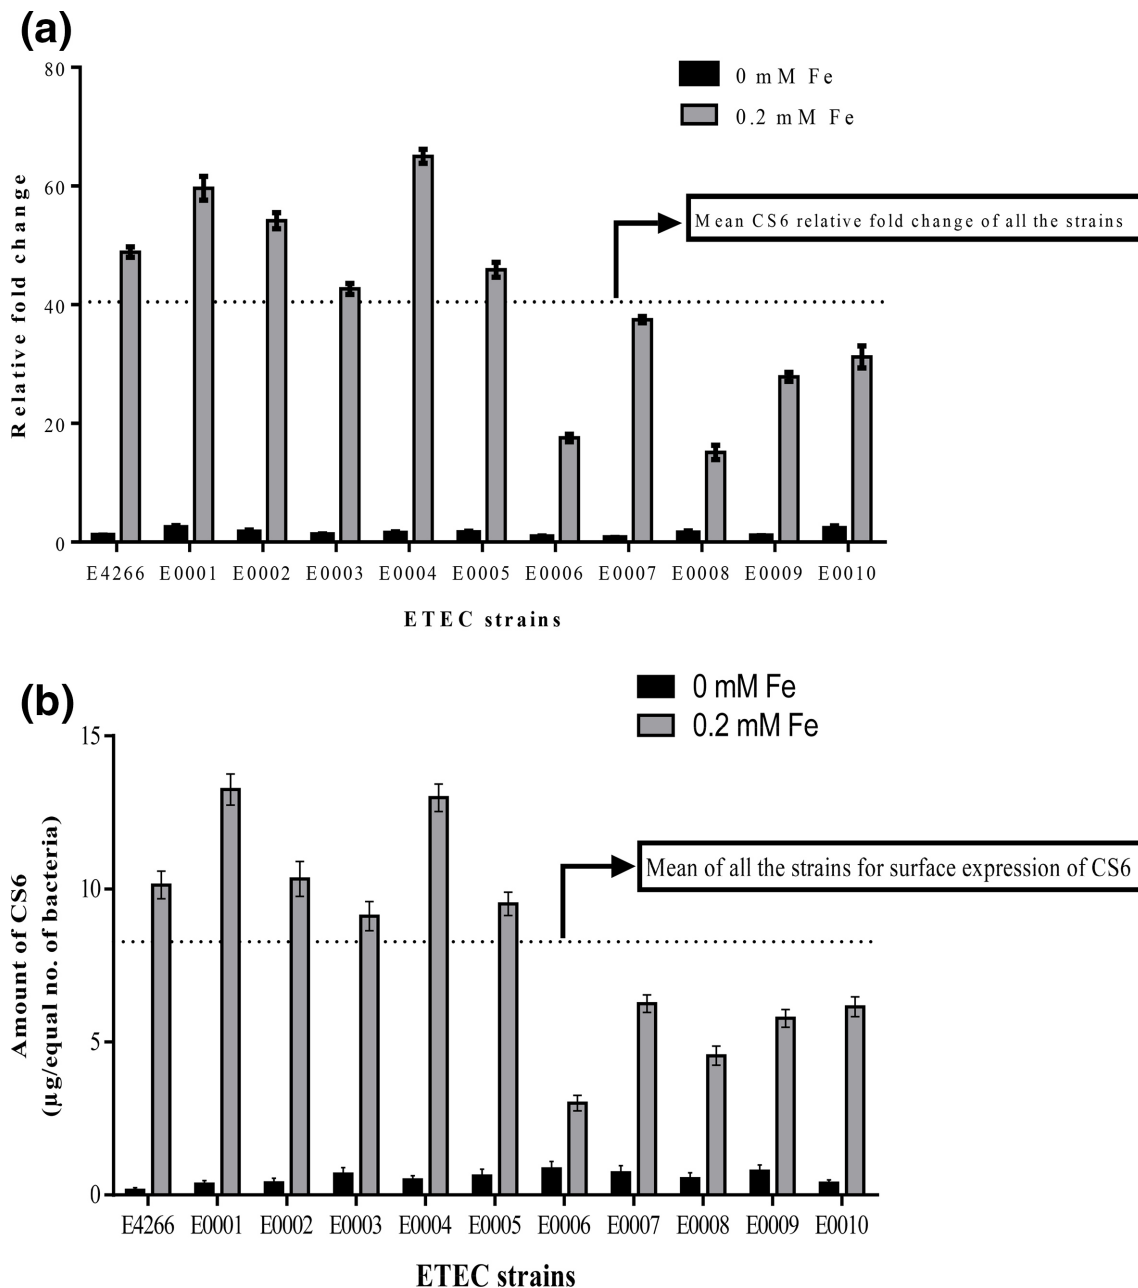 (a)
80
60
40
20
0
Relative fold change
0 mM Fe
0.2 mM Fe
Mean CS6 relative fold change of all the strains
E4266 E0001 E0002 E0003 E0004 E0005 E0006 E0007 E0008 E0009 E0010
ETEC strains
(b)
15
10
5
0
Amount of CS6
(µg/equal no. of bacteria)
0 mM Fe
0.2 mM Fe
Mean of all the strains for surface expression of CS6
E4266 E0001 E0002 E0003 E0004 E0005 E0006 E0007 E0008 E0009 E0010
ETEC strains